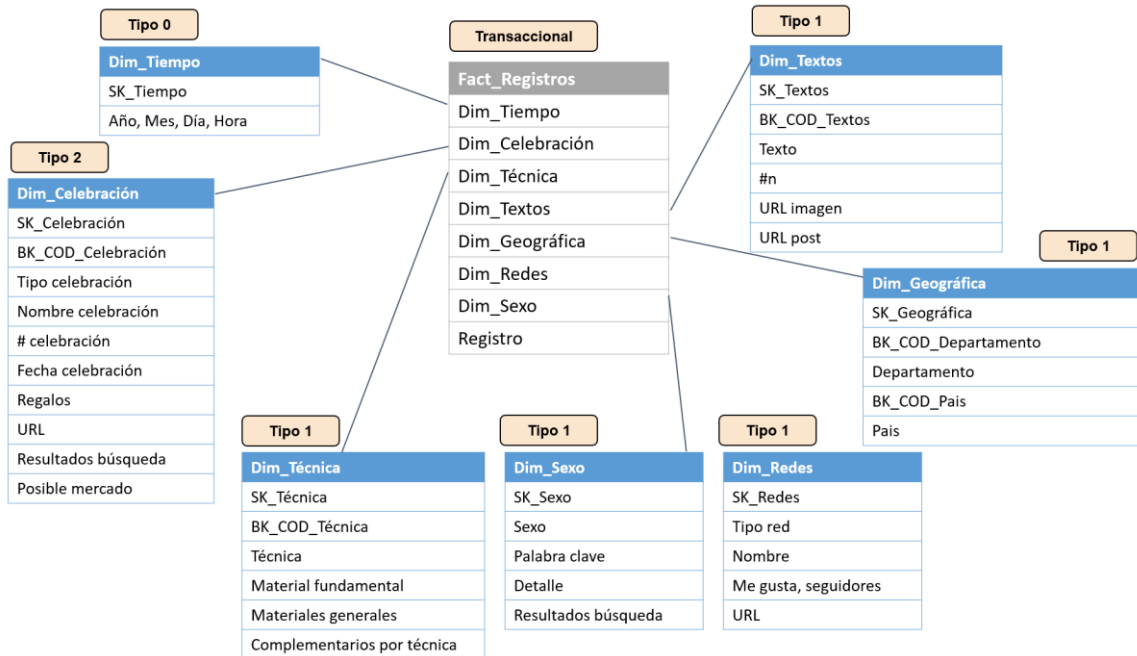 Tipo 0
Dim_Tiempo
SK_Tiempo
Año, Mes, Día, Hora
Tipo 2
Dim_Celebración
SK_Celebración
BK_COD_Celebración
Tipo celebración
Nombre celebración
# celebración
Fecha celebración
Regalos
URL
Resultados búsqueda
Posible mercado
Transaccional
Fact_Registros
Dim_Tiempo
Dim_Celebración
Dim_Técnica
Dim_Textos
Dim_Geográfica
Dim_Redes
Dim_Sexo
Registro
Tipo 1
Dim_Textos
SK_Textos
BK_COD_Textos
Texto
#n
URL imagen
URL post
Tipo 1
Dim_Geográfica
SK_Geográfica
BK_COD_Departamento
Departamento
BK_COD_Pais
Pais
Tipo 1
Dim_Técnica
SK_Técnica
BK_COD_Técnica
Técnica
Material fundamental
Materiales generales
Complementarios por técnica
Tipo 1
Dim_Sexo
SK_Sexo
Sexo
Palabra clave
Detalle
Resultados búsqueda
Tipo 1
Dim_Redes
SK_Redes
Tipo red
Nombre
Me gusta, seguidores
URL